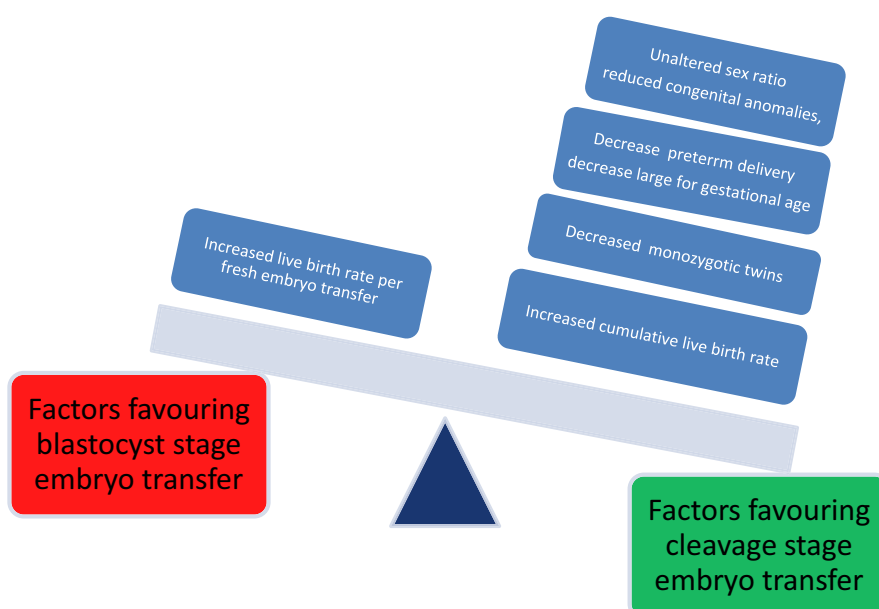 Unaltered sex ratio
reduced congenital anomalies,
Decrease preterrm delivery
decrease large for gestational age
Decreased monozygotic twins
Increased cumulative live birth rate
Increased live birth rate per
fresh embryo transfer
Factors favouring
blastocyst stage
embryo transfer
Factors favouring
cleavage stage
embryo transfer